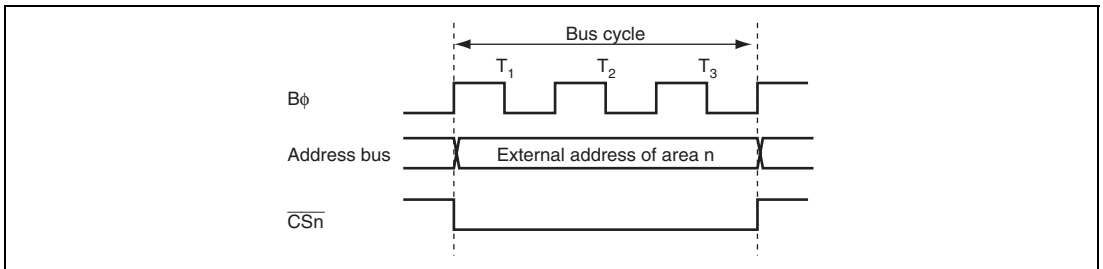 Bus cycle
T1 T2 T3
Bφ
Address bus External address of area n
CSn